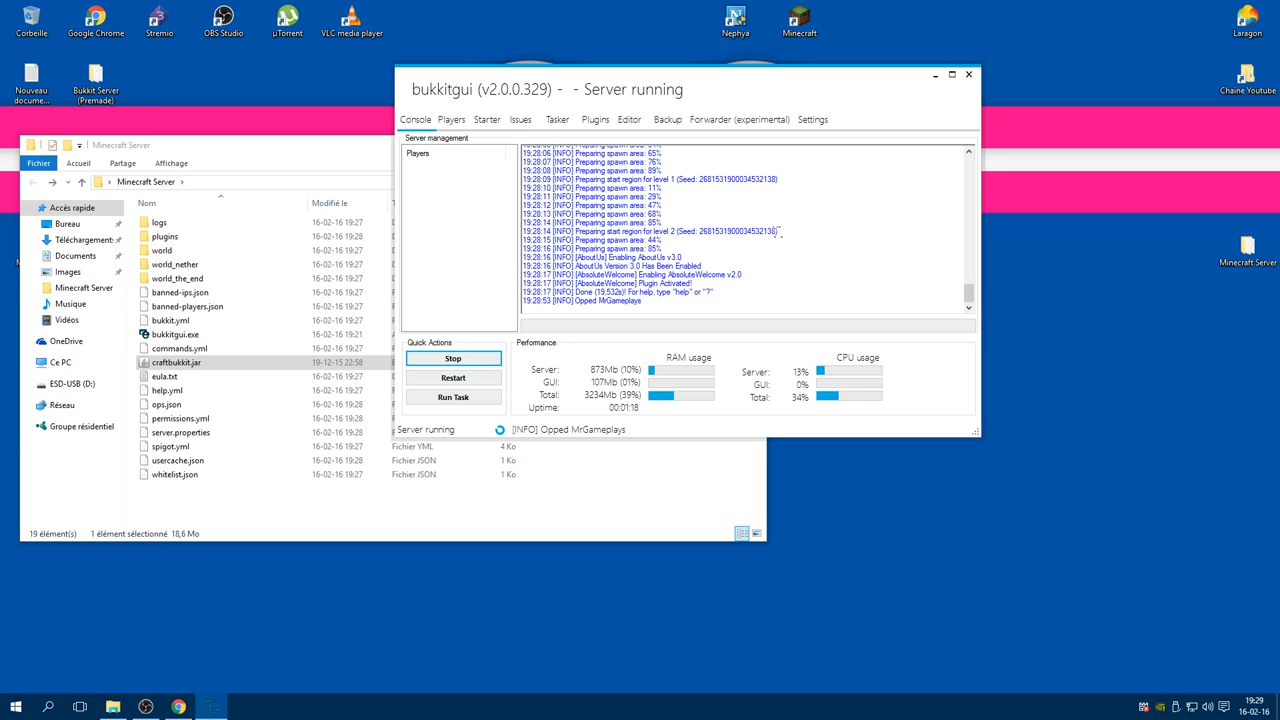 Corbeille
Google Chrome
Stremio
OBS Studio
µTorrent
VLC media player
Nephya
Minecraft
Laragon
Nouveau
docume...
Bukkit Server
(Premade)
Chaine Youtube
Minecraft Server
Minecraft Server
Fichier
Accueil
Partage
Affichage
Minecraft Server
Nom
Modifié le
Accès rapide
Bureau
Téléchargement:
Documents
Images
Minecraft Server
Musique
Vidéos
OneDrive
Ce PC
ESD-USB (D:)
Réseau
Groupe résidentiel
logs 16-02-16 19:27
plugins 16-02-16 19:28
world 16-02-16 19:27
world_nether 16-02-16 19:28
world_the_end 16-02-16 19:28
banned-ips.json 16-02-16 19:27
banned-players.json 16-02-16 19:27
bukkit.yml 16-02-16 19:27
bukkitgui.exe 16-02-16 19:21
commands.yml 16-02-16 19:27
craftbukkit.jar 19-12-15 22:58
eula.txt 16-02-16 19:27
help.yml 16-02-16 19:27
ops.json 16-02-16 19:28
permissions.yml 16-02-16 19:27
server.properties 16-02-16 19:28
spigot.yml 16-02-16 19:27 Fichier YML 4 Ko
usercache.json 16-02-16 19:28 Fichier JSON 1 Ko
whitelist.json 16-02-16 19:27 Fichier JSON 1 Ko
19 élément(s) 1 élément sélectionné 18,6 Mo
bukkitgui (v2.0.0.329) - - Server running
Console Players Starter Issues Tasker Plugins Editor Backup Forwarder (experimental) Settings
Server management
Players
19:28:06 [INFO] Preparing spawn area: 65%
19:28:07 [INFO] Preparing spawn area: 76%
19:28:08 [INFO] Preparing spawn area: 89%
19:28:09 [INFO] Preparing start region for level 1 (Seed: 2681531900034532138)
19:28:10 [INFO] Preparing spawn area: 11%
19:28:11 [INFO] Preparing spawn area: 29%
19:28:12 [INFO] Preparing spawn area: 47%
19:28:13 [INFO] Preparing spawn area: 68%
19:28:14 [INFO] Preparing spawn area: 85%
19:28:14 [INFO] Preparing start region for level 2 (Seed: 2681531900034532138)
19:28:15 [INFO] Preparing spawn area: 44%
19:28:16 [INFO] Preparing spawn area: 85%
19:28:16 [INFO] [AboutUs] Enabling AboutUs v3.0
19:28:16 [INFO] AboutUs Version 3.0 Has Been Enabled
19:28:17 [INFO] [AbsoluteWelcome] Enabling AbsoluteWelcome v2.0
19:28:17 [INFO] [AbsoluteWelcome] Plugin Activated!
19:28:17 [INFO] Done (19.532s)! For help, type "help" or "?"
19:28:53 [INFO] Opped MrGameplays
Quick Actions
Stop
Restart
Run Task
Performance
RAM usage
Server: 873Mb (10%)
GUI: 107Mb (01%)
Total: 3234Mb (39%)
Uptime: 00:01:18
CPU usage
Server: 13%
GUI: 0%
Total: 34%
Server running
[INFO] Opped MrGameplays
19:29
16-02-16